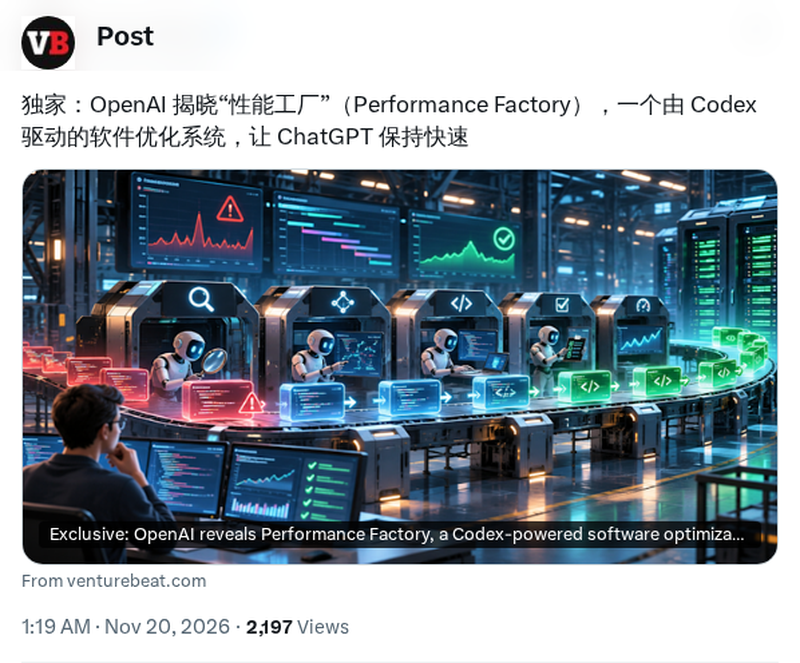 VB
Post
独家：OpenAI 揭晓“性能工厂”（Performance Factory），一个由 Codex
驱动的软件优化系统，让 ChatGPT 保持快速
</>
</>
</>
</>
</>
</>
Exclusive: OpenAI reveals Performance Factory, a Codex-powered software optimiza...
From venturebeat.com
1:19 AM · Nov 20, 2026 · 2,197 Views